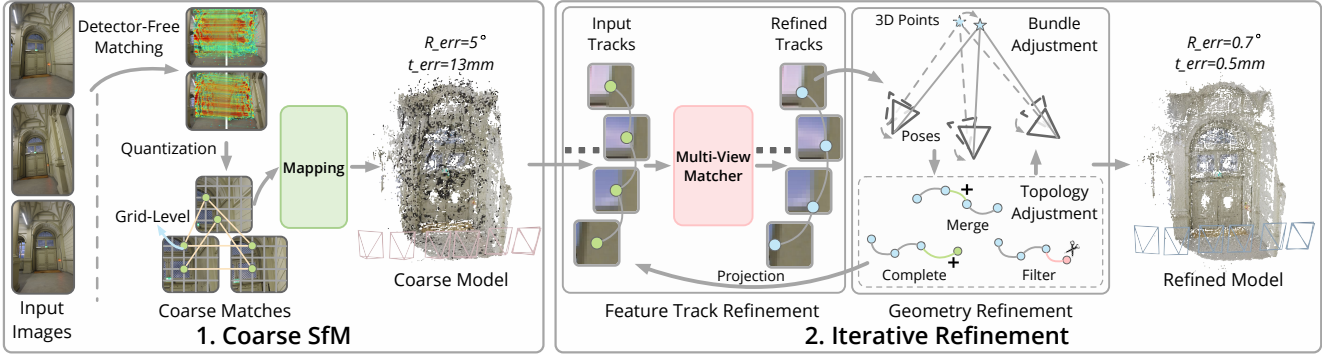 Detector-Free
Matching
Quantization
Grid-Level
Input
Images
Coarse Matches
Mapping
R_err=5°
t_err=13mm
Coarse Model
1. Coarse SfM
Input
Tracks
Multi-View
Matcher
Refined
Tracks
Feature Track Refinement
Projection
3D Points
Bundle
Adjustment
Poses
Topology
Adjustment
Merge
Complete
Filter
Geometry Refinement
2. Iterative Refinement
R_err=0.7°
t_err=0.5mm
Refined Model